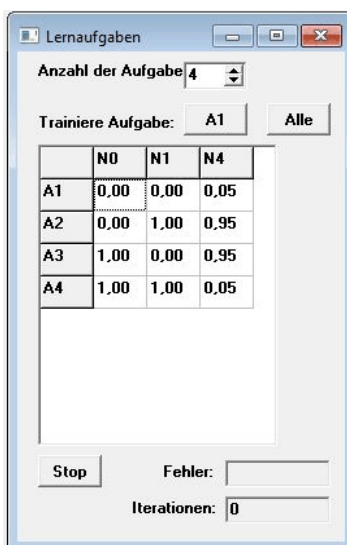 Lernaufgaben
Anzahl der Aufgabe 4
Trainiere Aufgabe: A1 Alle
N0 N1 N4
A1 0,00 0,00 0,05
A2 0,00 1,00 0,95
A3 1,00 0,00 0,95
A4 1,00 1,00 0,05
Stop Fehler:
Iterationen: 0